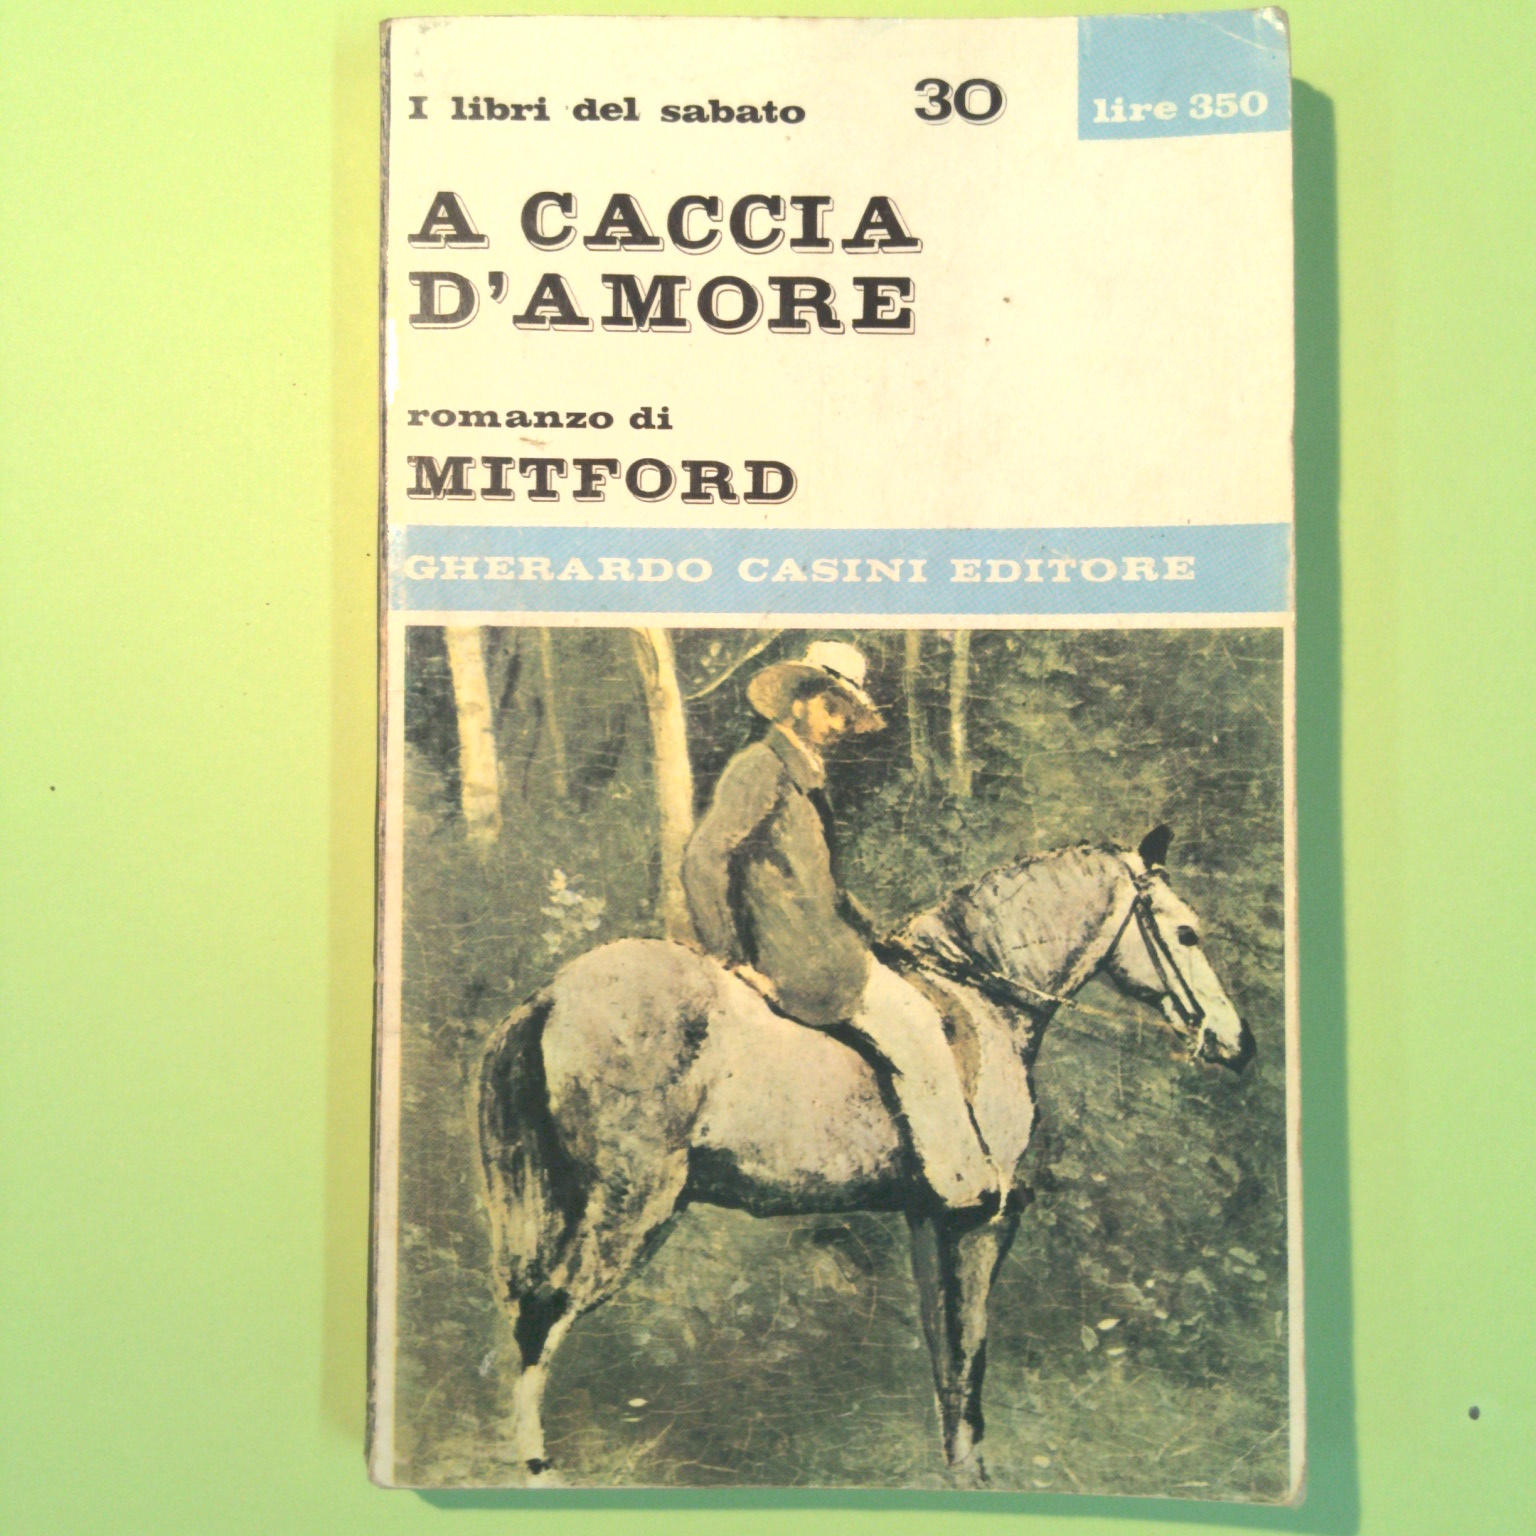 I libri del sabato 30 lire 350
A CACCIA
D'AMORE
romanzo di
MITFORD
GHERARDO CASINI EDITORE